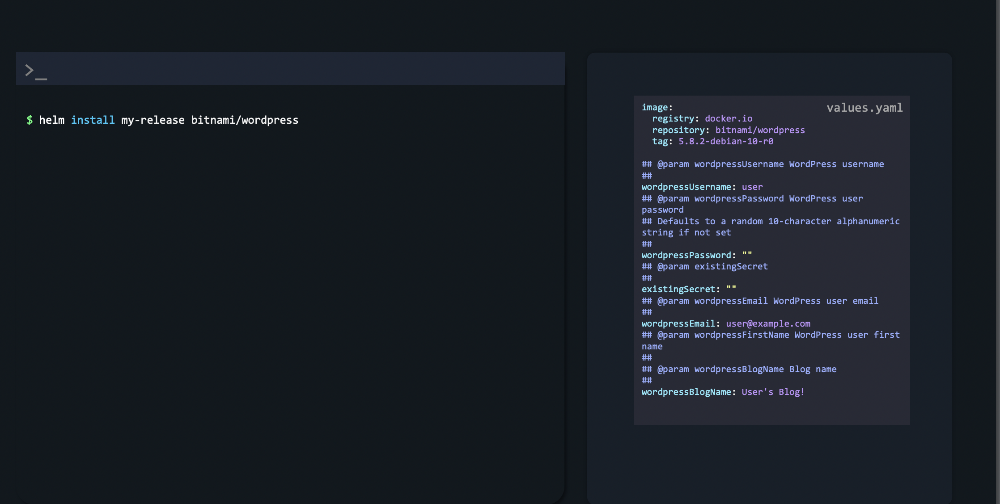 >_
$ helm install my-release bitnami/wordpress
values.yaml
image:
  registry: docker.io
  repository: bitnami/wordpress
  tag: 5.8.2-debian-10-r0

## @param wordpressUsername WordPress username
##
wordpressUsername: user
## @param wordpressPassword WordPress user
password
## Defaults to a random 10-character alphanumeric
string if not set
##
wordpressPassword: ""
## @param existingSecret
##
existingSecret: ""
## @param wordpressEmail WordPress user email
##
wordpressEmail: user@example.com
## @param wordpressFirstName WordPress user first
name
##
## @param wordpressBlogName Blog name
##
wordpressBlogName: User's Blog!